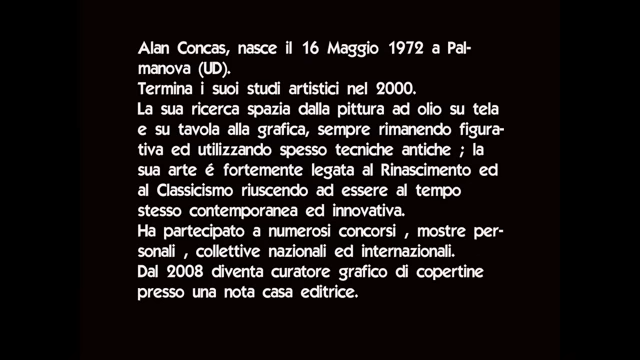 Alan Concas, nasce il 16 Maggio 1972 a Pal-
manova (UD).
Termina i suoi studi artistici nel 2000.
La sua ricerca spazia dalla pittura ad olio su tela
e su tavola alla grafica, sempre rimanendo figura-
tiva ed utilizzando spesso tecniche antiche ; la
sua arte é fortemente legata al Rinascimento ed
al Classicismo riuscendo ad essere al tempo
stesso contemporanea ed innovativa.
Ha partecipato a numerosi concorsi , mostre per-
sonali , collettive nazionali ed internazionali.
Dal 2008 diventa curatore grafico di copertine
presso una nota casa editrice.